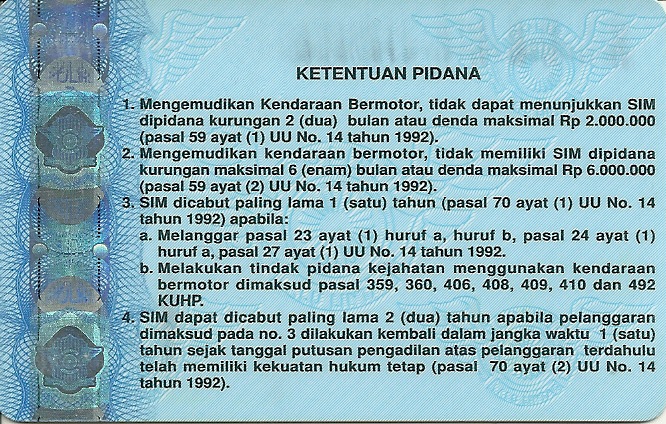 KETENTUAN PIDANA
1. Mengemudikan Kendaraan Bermotor, tidak dapat menunjukkan SIM
dipidana kurungan 2 (dua) bulan atau denda maksimal Rp 2.000.000
(pasal 59 ayat (1) UU No. 14 tahun 1992).
2. Mengemudikan kendaraan bermotor, tidak memiliki SIM dipidana
kurungan maksimal 6 (enam) bulan atau denda maksimal Rp 6.000.000
(pasal 59 ayat (2) UU No. 14 tahun 1992).
3. SIM dicabut paling lama 1 (satu) tahun (pasal 70 ayat (1) UU No. 14
tahun 1992) apabila:
a. Melanggar pasal 23 ayat (1) huruf a, huruf b, pasal 24 ayat (1)
huruf a, pasal 27 ayat (1) UU No. 14 tahun 1992.
b. Melakukan tindak pidana kejahatan menggunakan kendaraan
bermotor dimaksud pasal 359, 360, 406, 408, 409, 410 dan 492
KUHP.
4. SIM dapat dicabut paling lama 2 (dua) tahun apabila pelanggaran
dimaksud pada no. 3 dilakukan kembali dalam jangka waktu 1 (satu)
tahun sejak tanggal putusan pengadilan atas pelanggaran terdahulu
telah memiliki kekuatan hukum tetap (pasal 70 ayat (2) UU No. 14
tahun 1992).